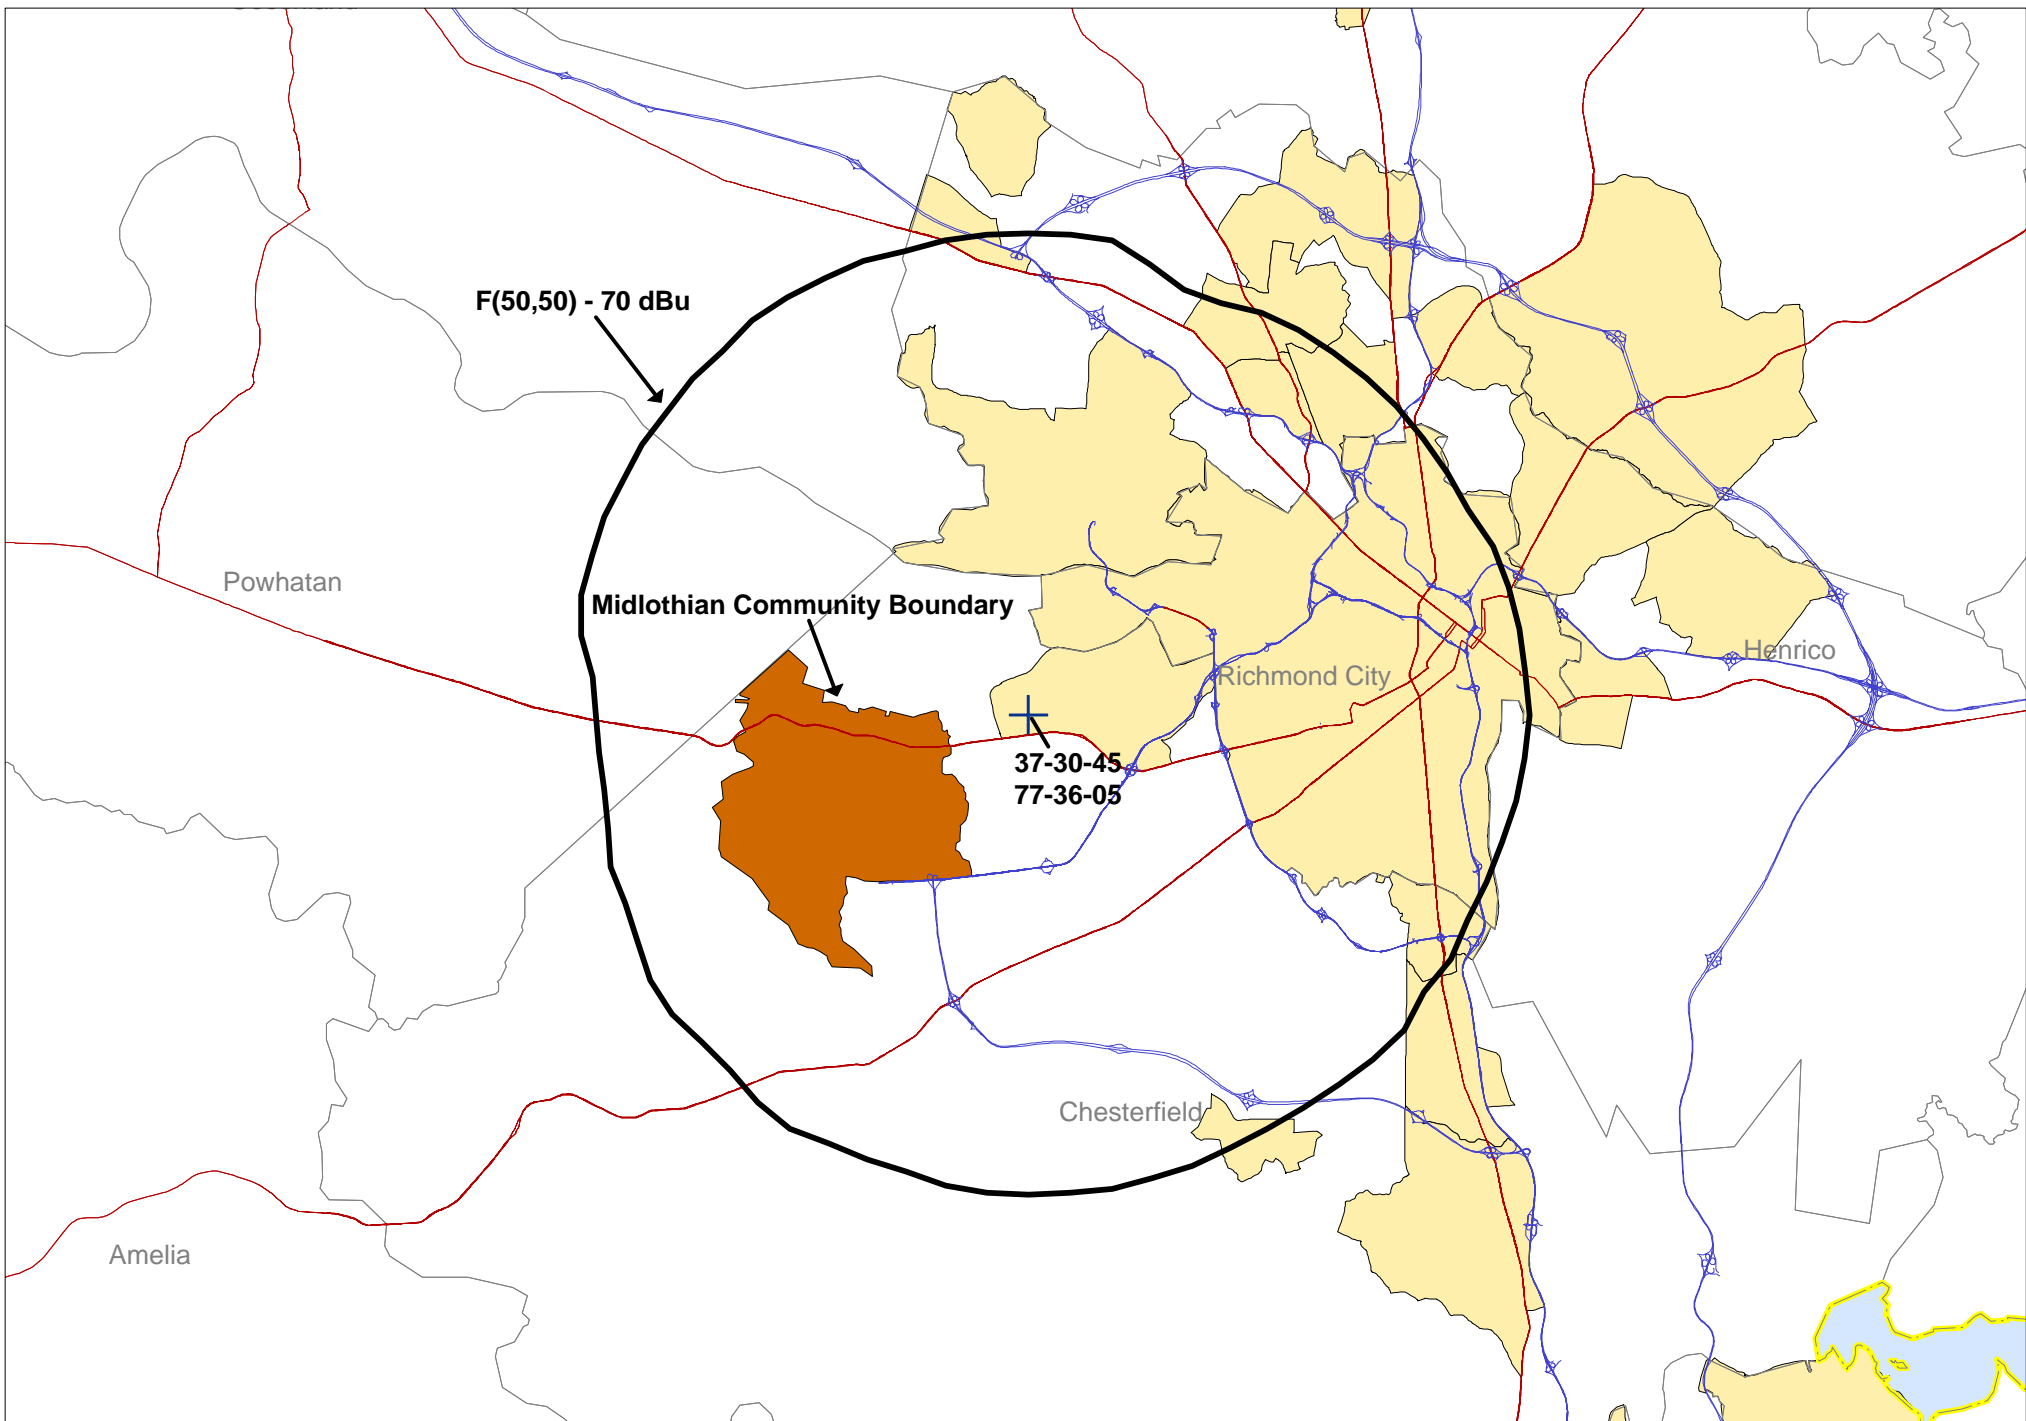 F(50,50) - 70 dBu
Powhatan
Midlothian Community Boundary
Henrico
Richmond City
37-30-45
77-36-05
Chesterfield
Amelia